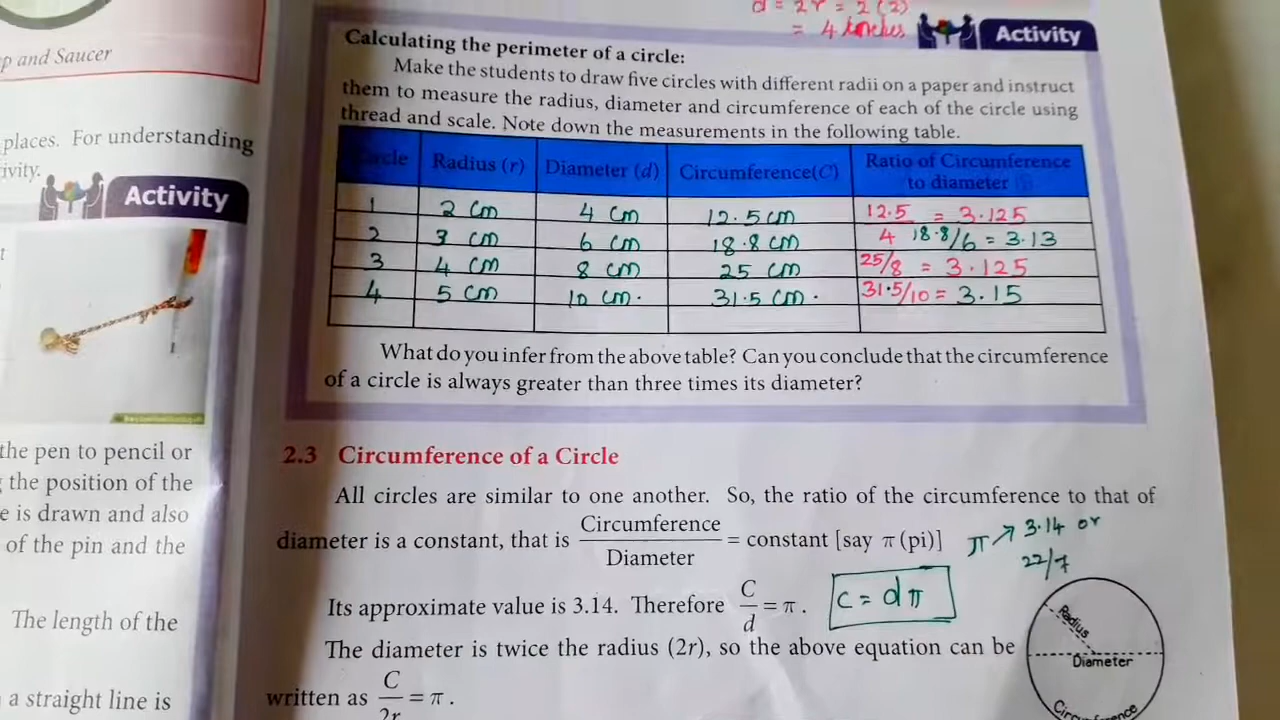 d = 2r = 2(2)
= 4 inches
Activity
p and Saucer
places. For understanding
ivity.
Activity
t
the pen to pencil or
the position of the
e is drawn and also
of the pin and the
The length of the
a straight line is
Calculating the perimeter of a circle:
Make the students to draw five circles with different radii on a paper and instruct
them to measure the radius, diameter and circumference of each of the circle using
thread and scale. Note down the measurements in the following table.
Circle Radius (r) Diameter (d) Circumference(C) Ratio of Circumference to diameter
1 2 cm 4 cm 12.5 cm 12.5/4 = 3.125
2 3 cm 6 cm 18.8 cm 18.8/6 = 3.13
3 4 cm 8 cm 25 cm 25/8 = 3.125
4 5 cm 10 cm. 31.5 cm. 31.5/10 = 3.15
What do you infer from the above table? Can you conclude that the circumference
of a circle is always greater than three times its diameter?
2.3 Circumference of a Circle
All circles are similar to one another. So, the ratio of the circumference to that of
diameter is a constant, that is Circumference/Diameter = constant [say π (pi)]
π → 3.14 or
22/7
Its approximate value is 3.14. Therefore C/d = π .
c = dπ
The diameter is twice the radius (2r), so the above equation can be
written as C/2r = π .
Radius
Diameter
Circumference